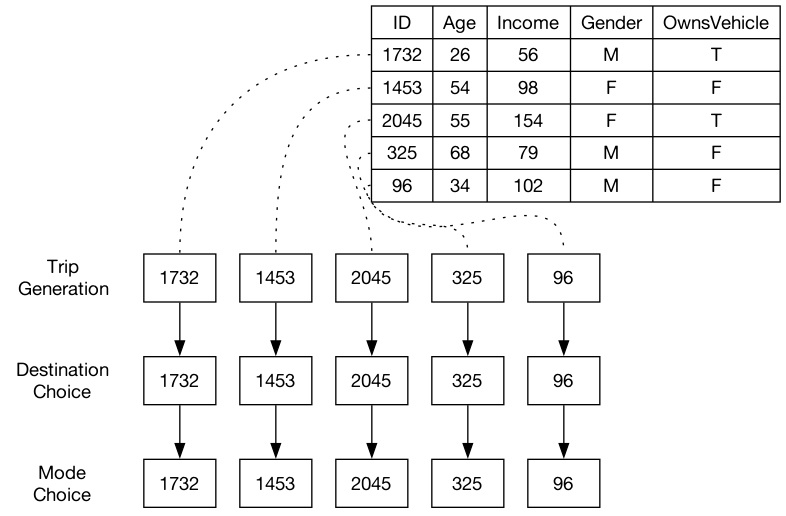 ID Age Income Gender OwnsVehicle
1732 26 56 M T
1453 54 98 F F
2045 55 154 F T
325 68 79 M F
96 34 102 M F
Trip
Generation
1732 1453 2045 325 96
Destination
Choice
1732 1453 2045 325 96
Mode
Choice
1732 1453 2045 325 96